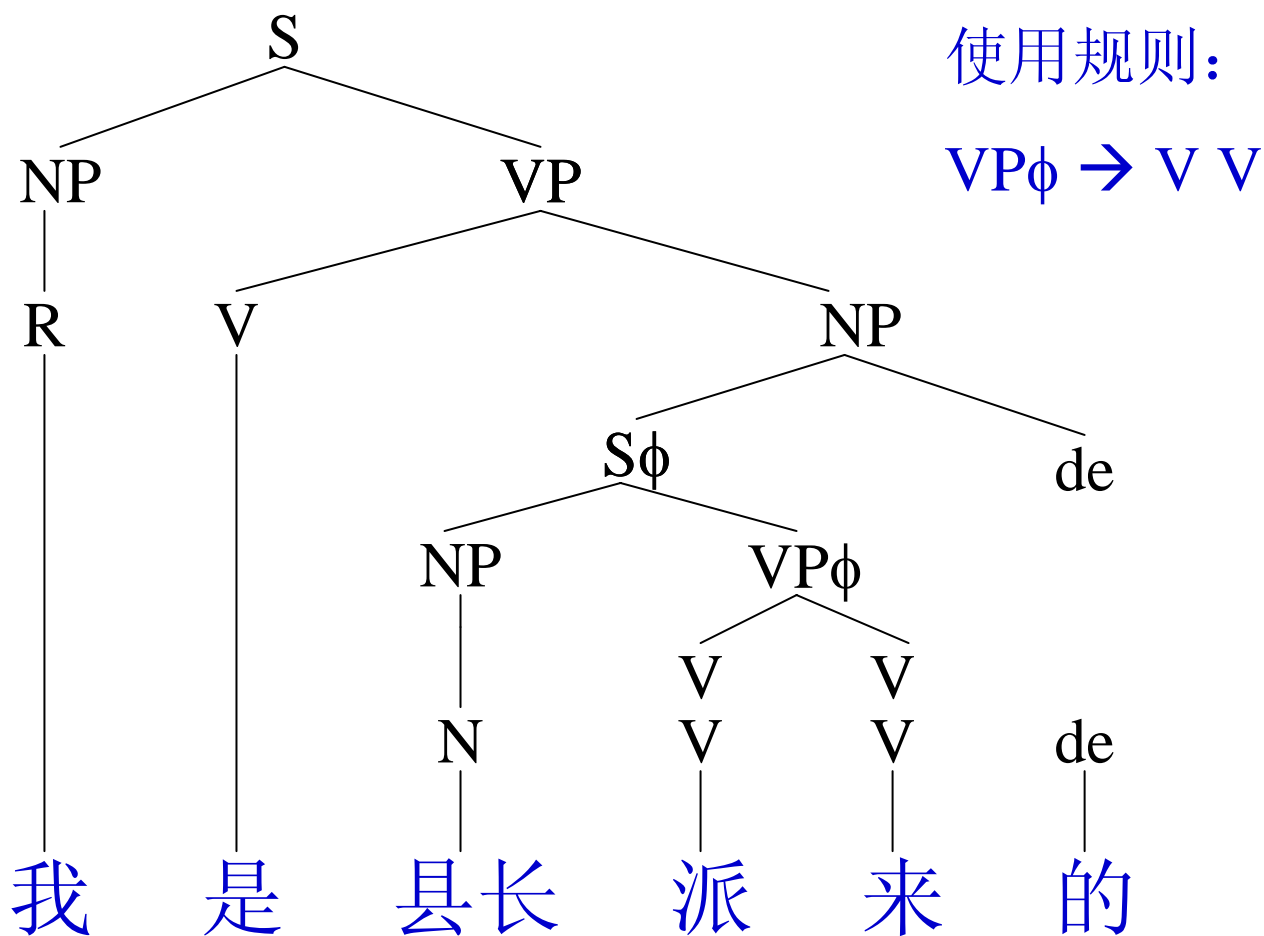 S
使用规则：
NP VP
VPϕ → V V
R V NP
Sϕ de
NP VPϕ
V V
N V V de
我 是 县长 派 来 的